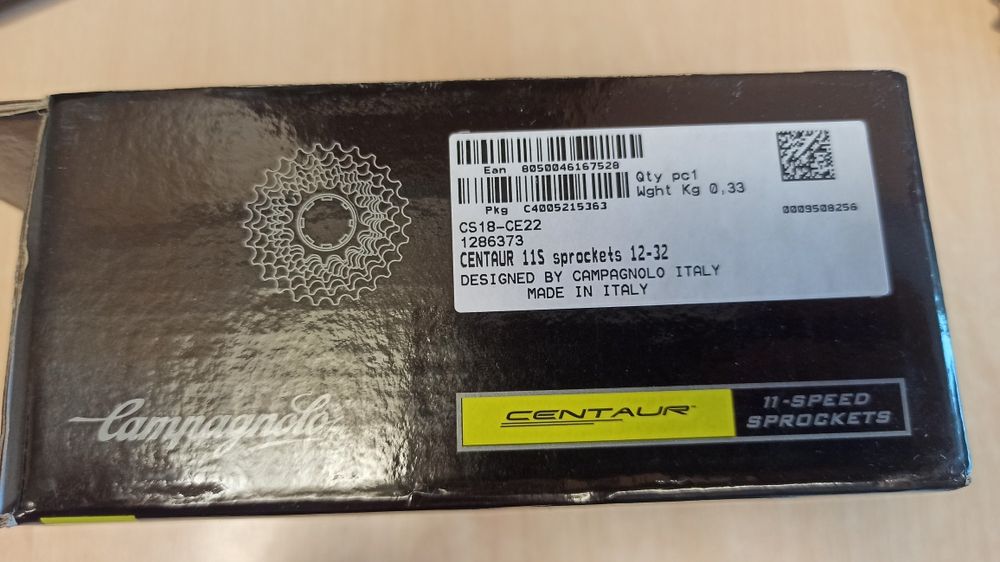 Ean 8050046167528
Qty pc1
Wght Kg 0,33
Pkg C4005215363
0009508256
CS18-CE22
1286373
CENTAUR 11S sprockets 12-32
DESIGNED BY CAMPAGNOLO ITALY
MADE IN ITALY
Campagnolo
CENTAUR™
11-SPEED
SPROCKETS